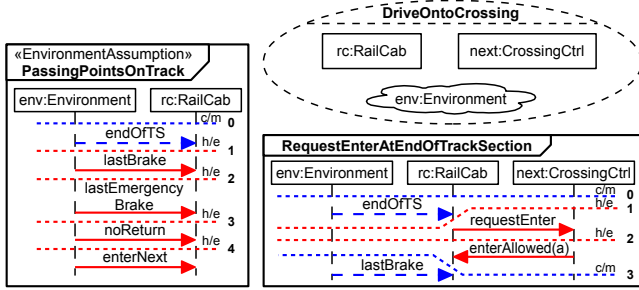 «EnvironmentAssumption»
PassingPointsOnTrack
env:Environment rc:RailCab
c/m 0
endOfTS
h/e 1
lastBrake
h/e 2
lastEmergency
Brake
h/e 3
noReturn
h/e 4
enterNext
DriveOntoCrossing
rc:RailCab next:CrossingCtrl
env:Environment
RequestEnterAtEndOfTrackSection
env:Environment rc:RailCab next:CrossingCtrl
c/m 0
endOfTS h/e 1
requestEnter
h/e 2
enterAllowed(a)
lastBrake c/m 3